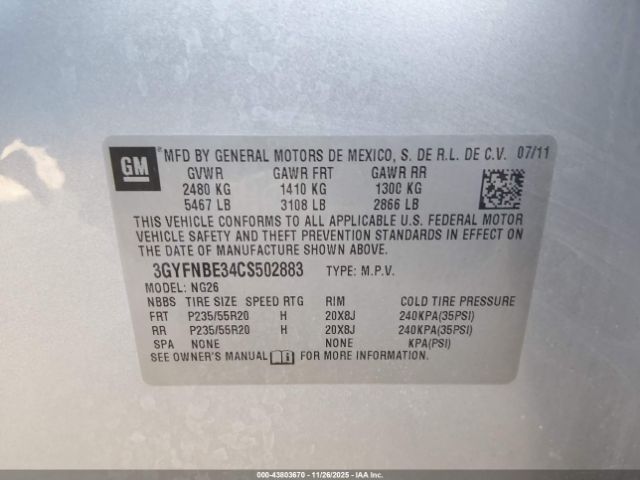 GM
MFD BY GENERAL MOTORS DE MEXICO, S. DE R.L. DE C.V. 07/11
GVWR GAWR FRT GAWR RR
2480 KG 1410 KG 1300 KG
5467 LB 3108 LB 2866 LB
THIS VEHICLE CONFORMS TO ALL APPLICABLE U.S. FEDERAL MOTOR
VEHICLE SAFETY AND THEFT PREVENTION STANDARDS IN EFFECT ON
THE DATE OF MANUFACTURE SHOWN ABOVE.
3GYFNBE34CS502883 TYPE: M.P.V.
MODEL: NG26
NBBS TIRE SIZE SPEED RTG RIM COLD TIRE PRESSURE
FRT P235/55R20 H 20X8J 240KPA(35PSI)
RR P235/55R20 H 20X8J 240KPA(35PSI)
SPA NONE NONE KPA(PSI)
SEE OWNER'S MANUAL FOR MORE INFORMATION.
000-43803670 - 11/26/2025 - IAA, Inc.